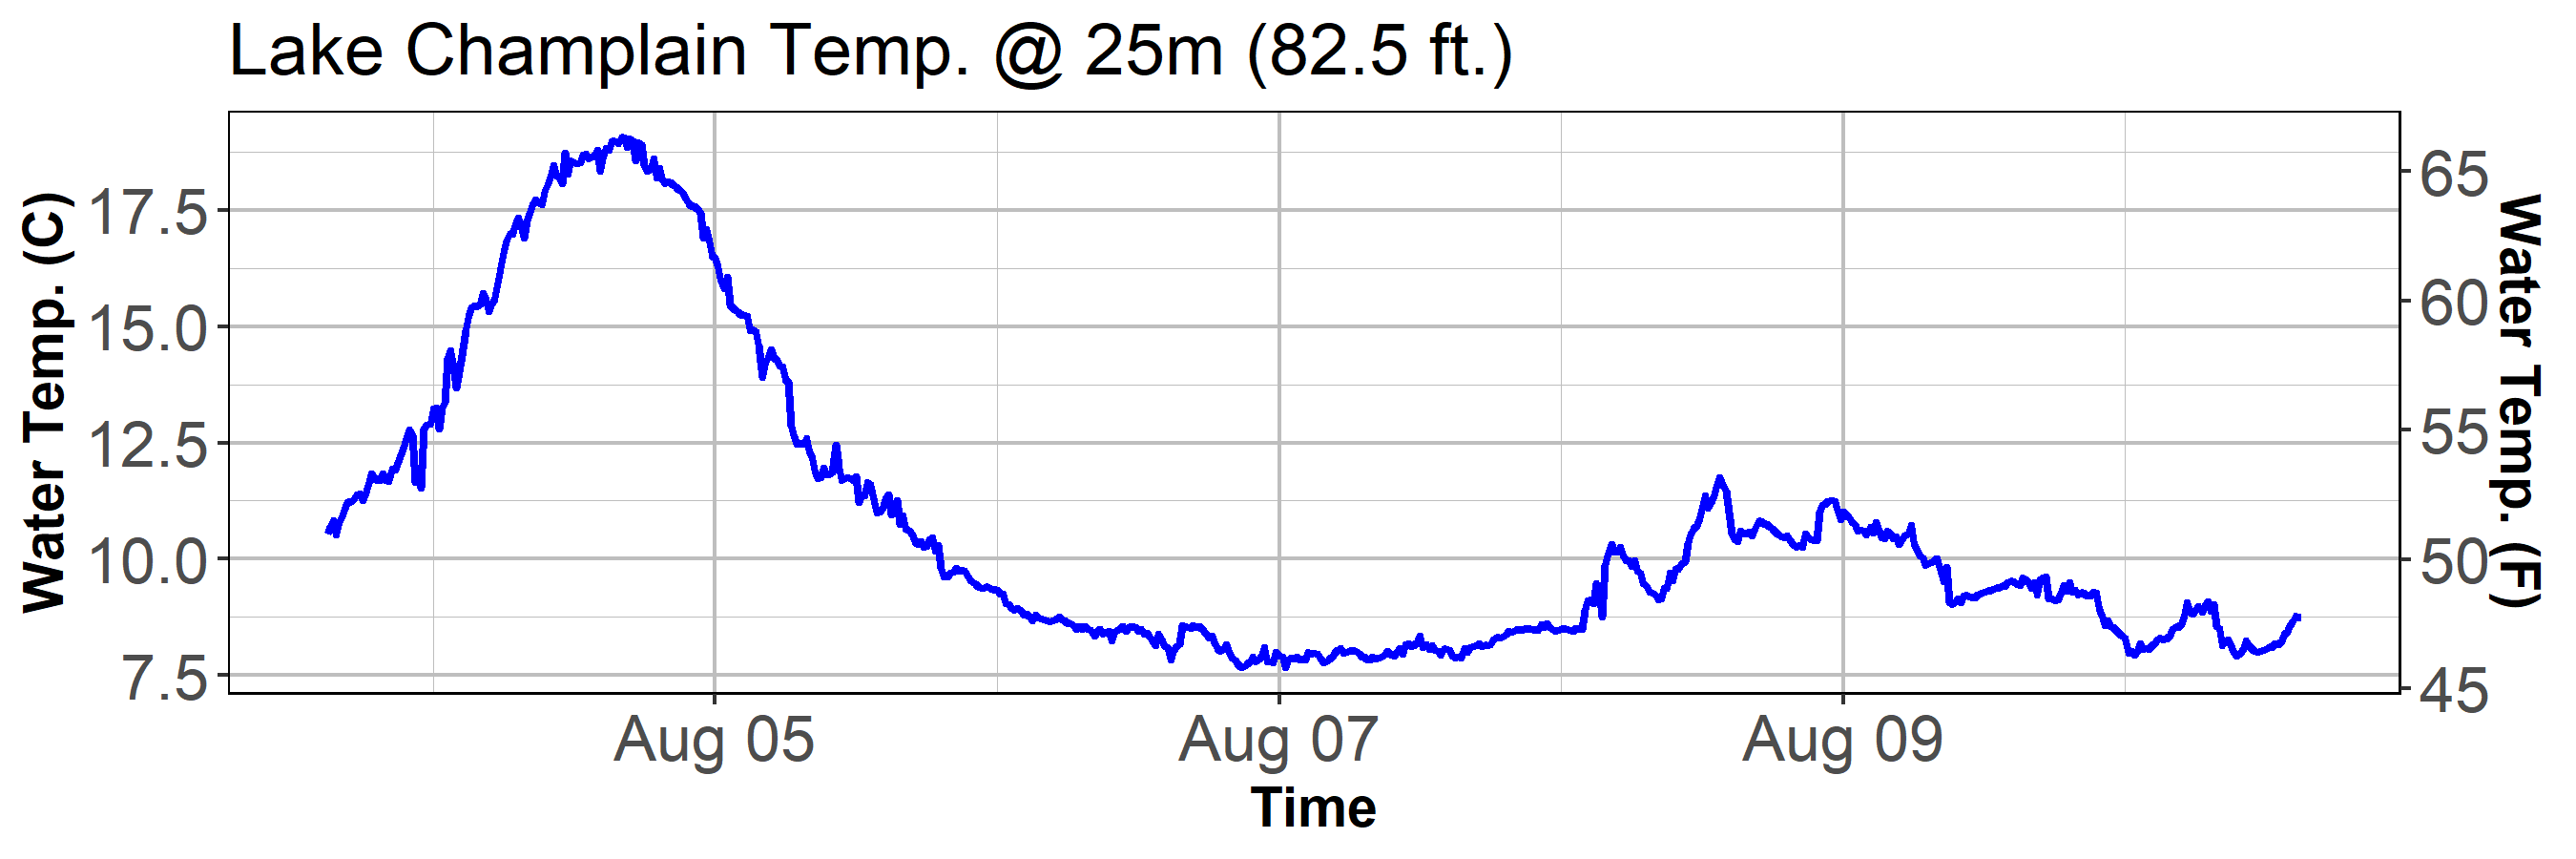 Lake Champlain Temp. @ 25m (82.5 ft.)
Water Temp. (C)
17.5
15.0
12.5
10.0
7.5
65
60
55
50
45
Water Temp. (F)
Aug 05 Aug 07 Aug 09
Time